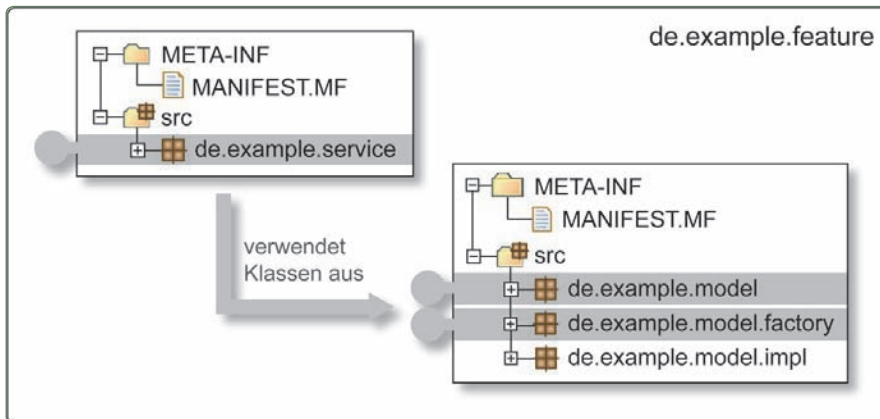 de.example.feature
META-INF
MANIFEST.MF
src
de.example.service
verwendet
Klassen aus
META-INF
MANIFEST.MF
src
de.example.model
de.example.model.factory
de.example.model.impl